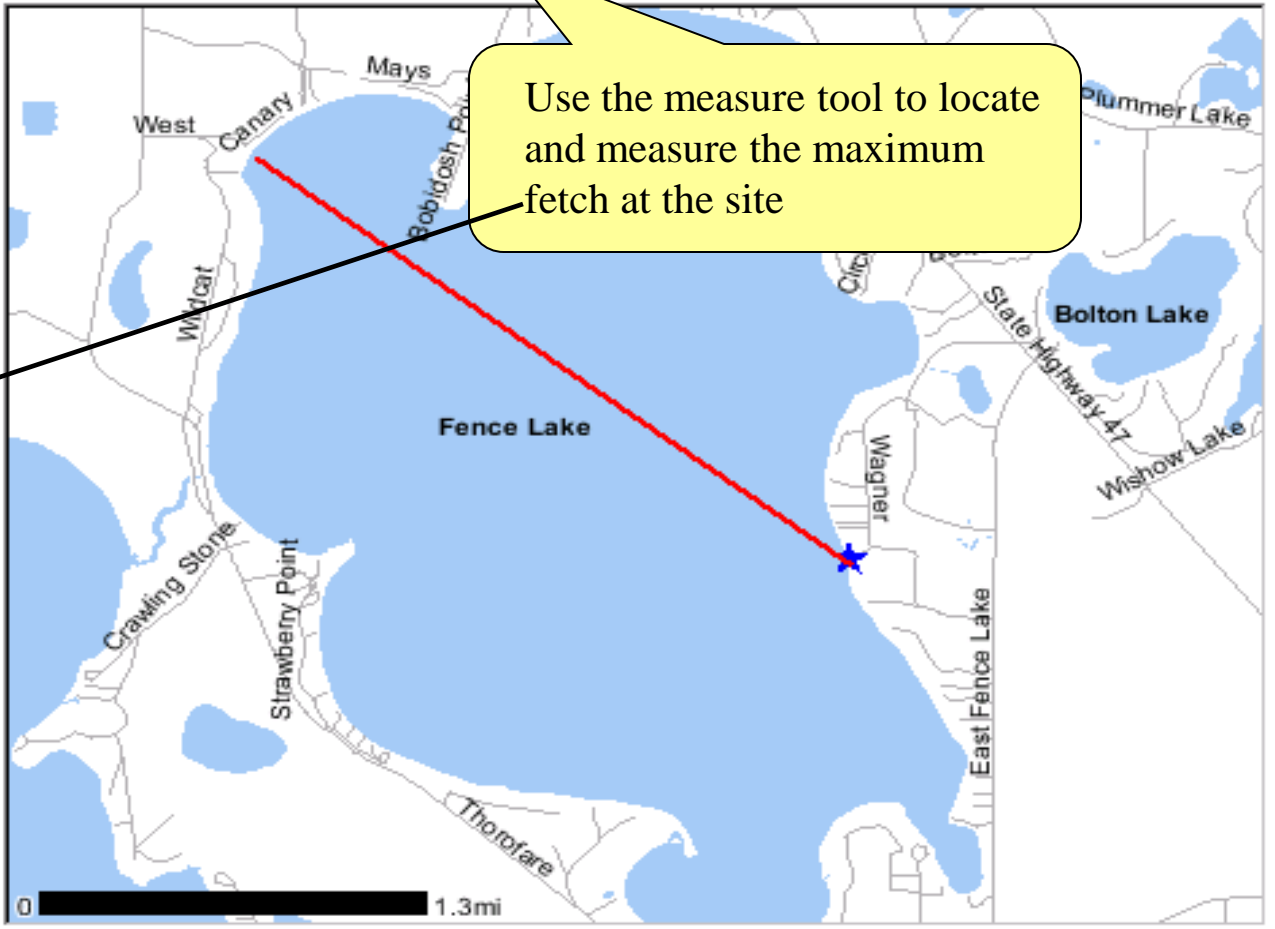 Use the measure tool to locate
and measure the maximum
fetch at the site
Mays
West
Canary
Plummer Lake
Bobidosh
Wildcat
State Highway 47
Bolton Lake
Fence Lake
Wagner
Wishow Lake
Crawling Stone
Strawberry Point
East Fence Lake
Thorofare
0 1.3mi